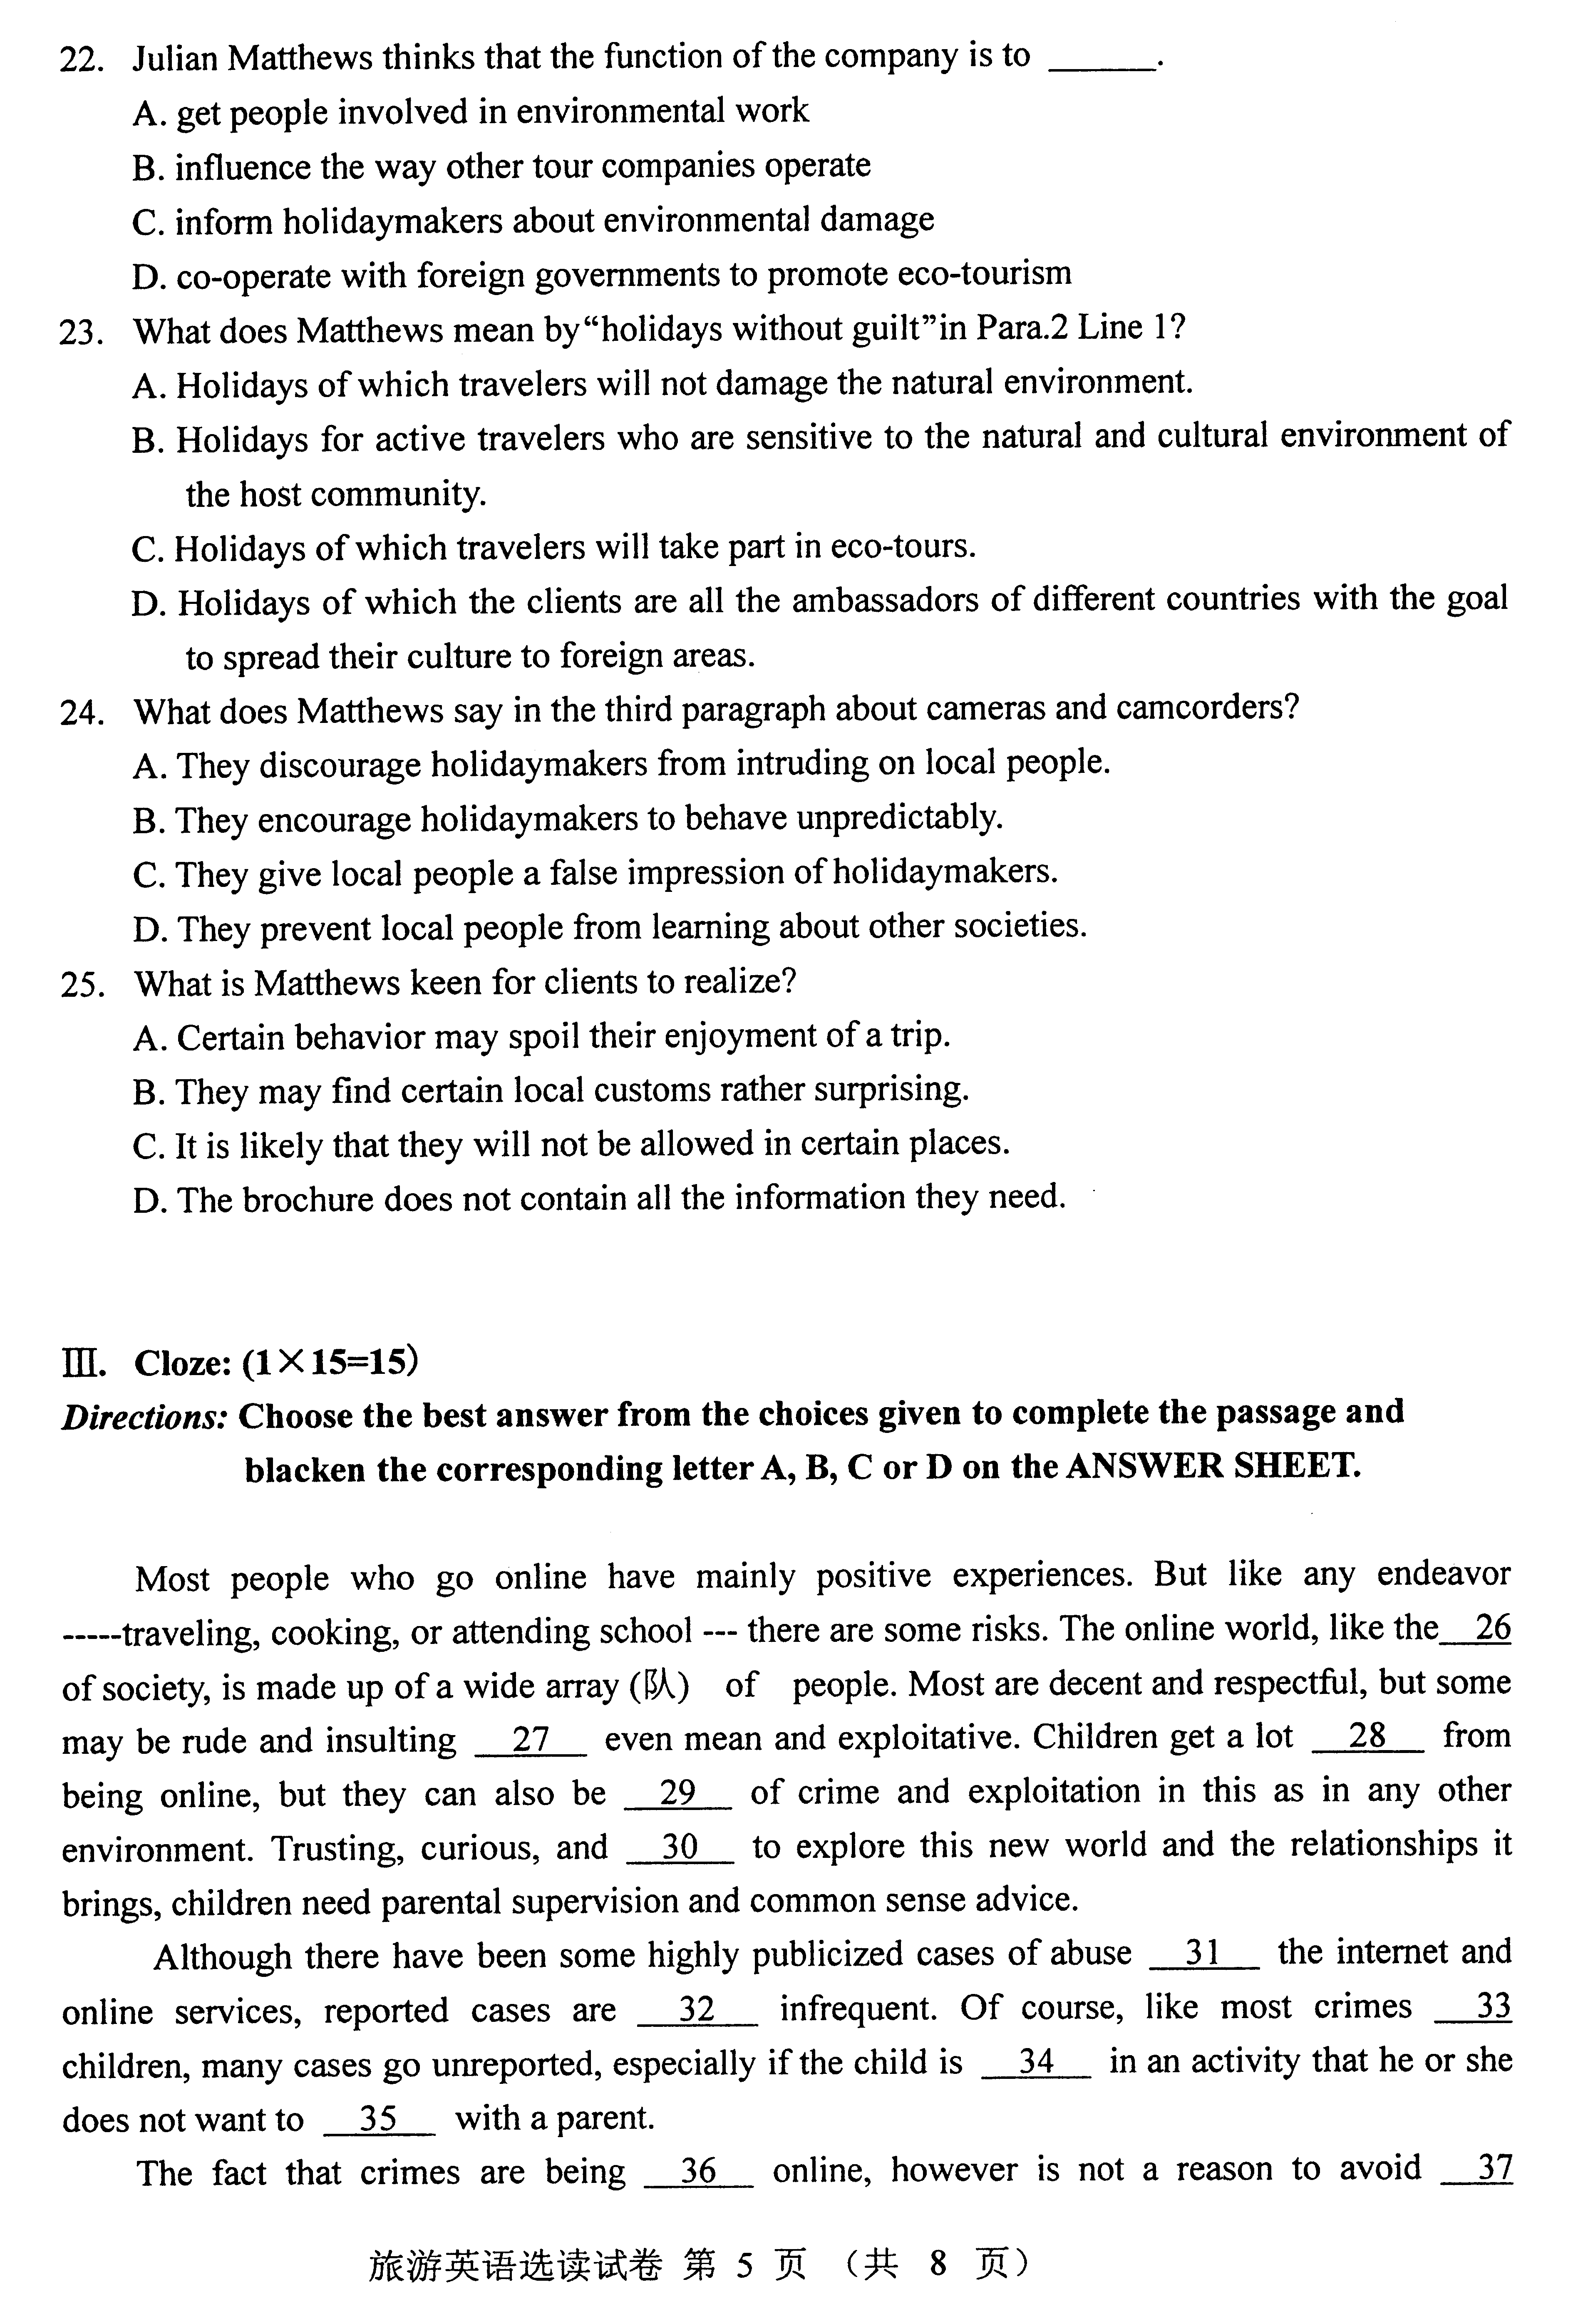 22. Julian Matthews thinks that the function of the company is to ______.
A. get people involved in environmental work
B. influence the way other tour companies operate
C. inform holidaymakers about environmental damage
D. co-operate with foreign governments to promote eco-tourism
23. What does Matthews mean by“holidays without guilt”in Para.2 Line 1?
A. Holidays of which travelers will not damage the natural environment.
B. Holidays for active travelers who are sensitive to the natural and cultural environment of
the host community.
C. Holidays of which travelers will take part in eco-tours.
D. Holidays of which the clients are all the ambassadors of different countries with the goal
to spread their culture to foreign areas.
24. What does Matthews say in the third paragraph about cameras and camcorders?
A. They discourage holidaymakers from intruding on local people.
B. They encourage holidaymakers to behave unpredictably.
C. They give local people a false impression of holidaymakers.
D. They prevent local people from learning about other societies.
25. What is Matthews keen for clients to realize?
A. Certain behavior may spoil their enjoyment of a trip.
B. They may find certain local customs rather surprising.
C. It is likely that they will not be allowed in certain places.
D. The brochure does not contain all the information they need.
Ⅲ. Cloze: (1×15=15)
Directions: Choose the best answer from the choices given to complete the passage and
blacken the corresponding letter A, B, C or D on the ANSWER SHEET.
Most people who go online have mainly positive experiences. But like any endeavor
-----traveling, cooking, or attending school --- there are some risks. The online world, like the 26
of society, is made up of a wide array (队) of people. Most are decent and respectful, but some
may be rude and insulting 27 even mean and exploitative. Children get a lot 28 from
being online, but they can also be 29 of crime and exploitation in this as in any other
environment. Trusting, curious, and 30 to explore this new world and the relationships it
brings, children need parental supervision and common sense advice.
Although there have been some highly publicized cases of abuse 31 the internet and
online services, reported cases are 32 infrequent. Of course, like most crimes 33
children, many cases go unreported, especially if the child is 34 in an activity that he or she
does not want to 35 with a parent.
The fact that crimes are being 36 online, however is not a reason to avoid 37
旅游英语选读试卷 第 5 页 （共 8 页）